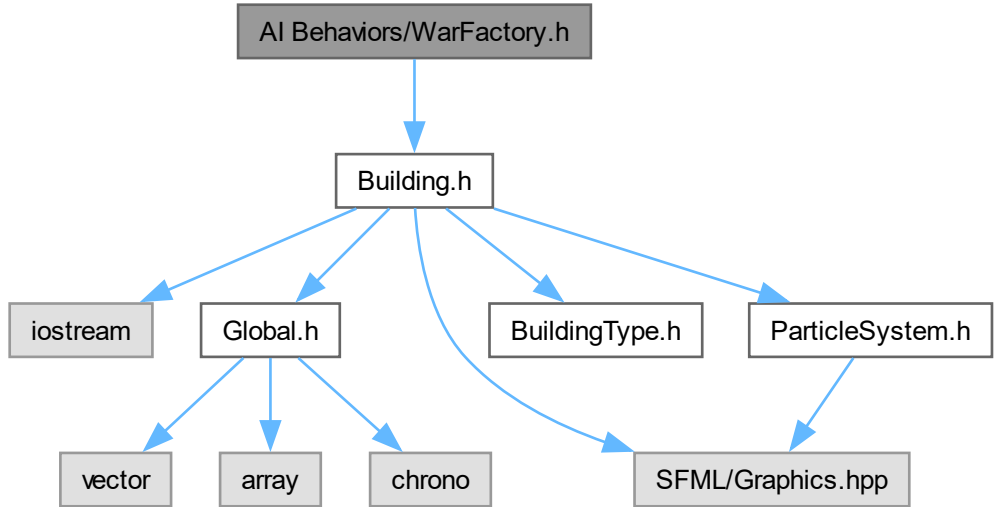 AI Behaviors/WarFactory.h
Building.h
iostream
Global.h
BuildingType.h
ParticleSystem.h
vector
array
chrono
SFML/Graphics.hpp